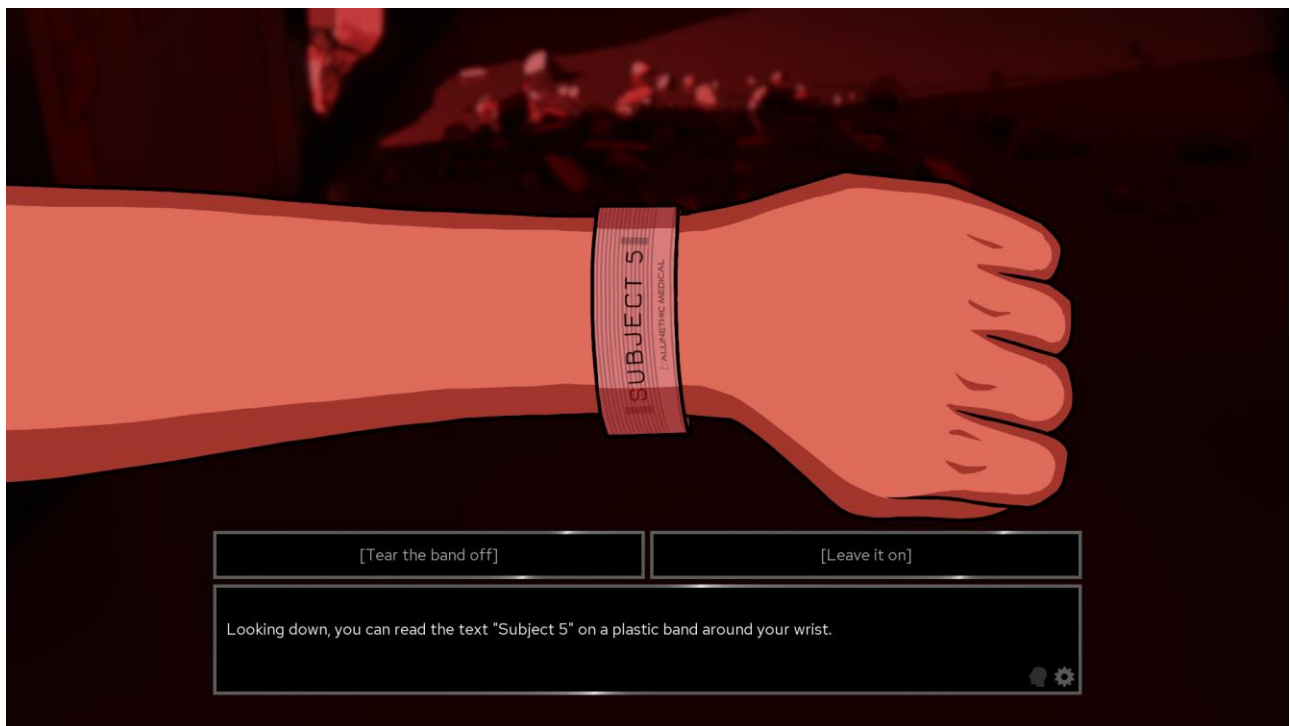 SUBJECT 5
ALUNETHIC MEDICAL
[Tear the band off]
[Leave it on]
Looking down, you can read the text "Subject 5" on a plastic band around your wrist.